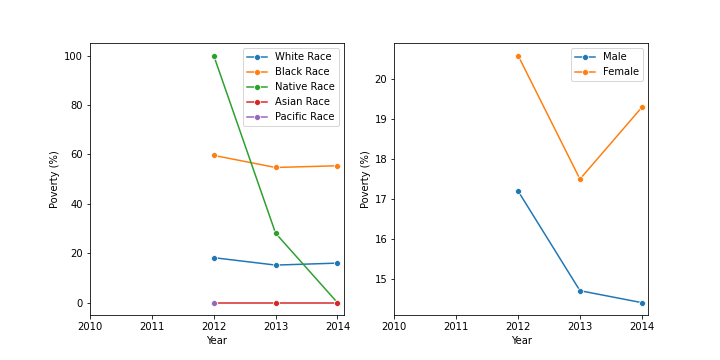 White Race
Black Race
Native Race
Asian Race
Pacific Race
100
80
60
40
20
0
Poverty (%)
2010 2011 2012 2013 2014
Year
Male
Female
20
19
18
17
16
15
Poverty (%)
2010 2011 2012 2013 2014
Year